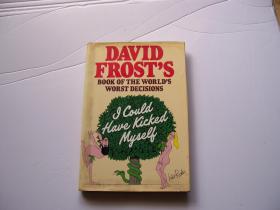 DAVID
FROST'S
BOOK OF THE WORLD'S
WORST DECISIONS
I Could
Have Kicked
Myself